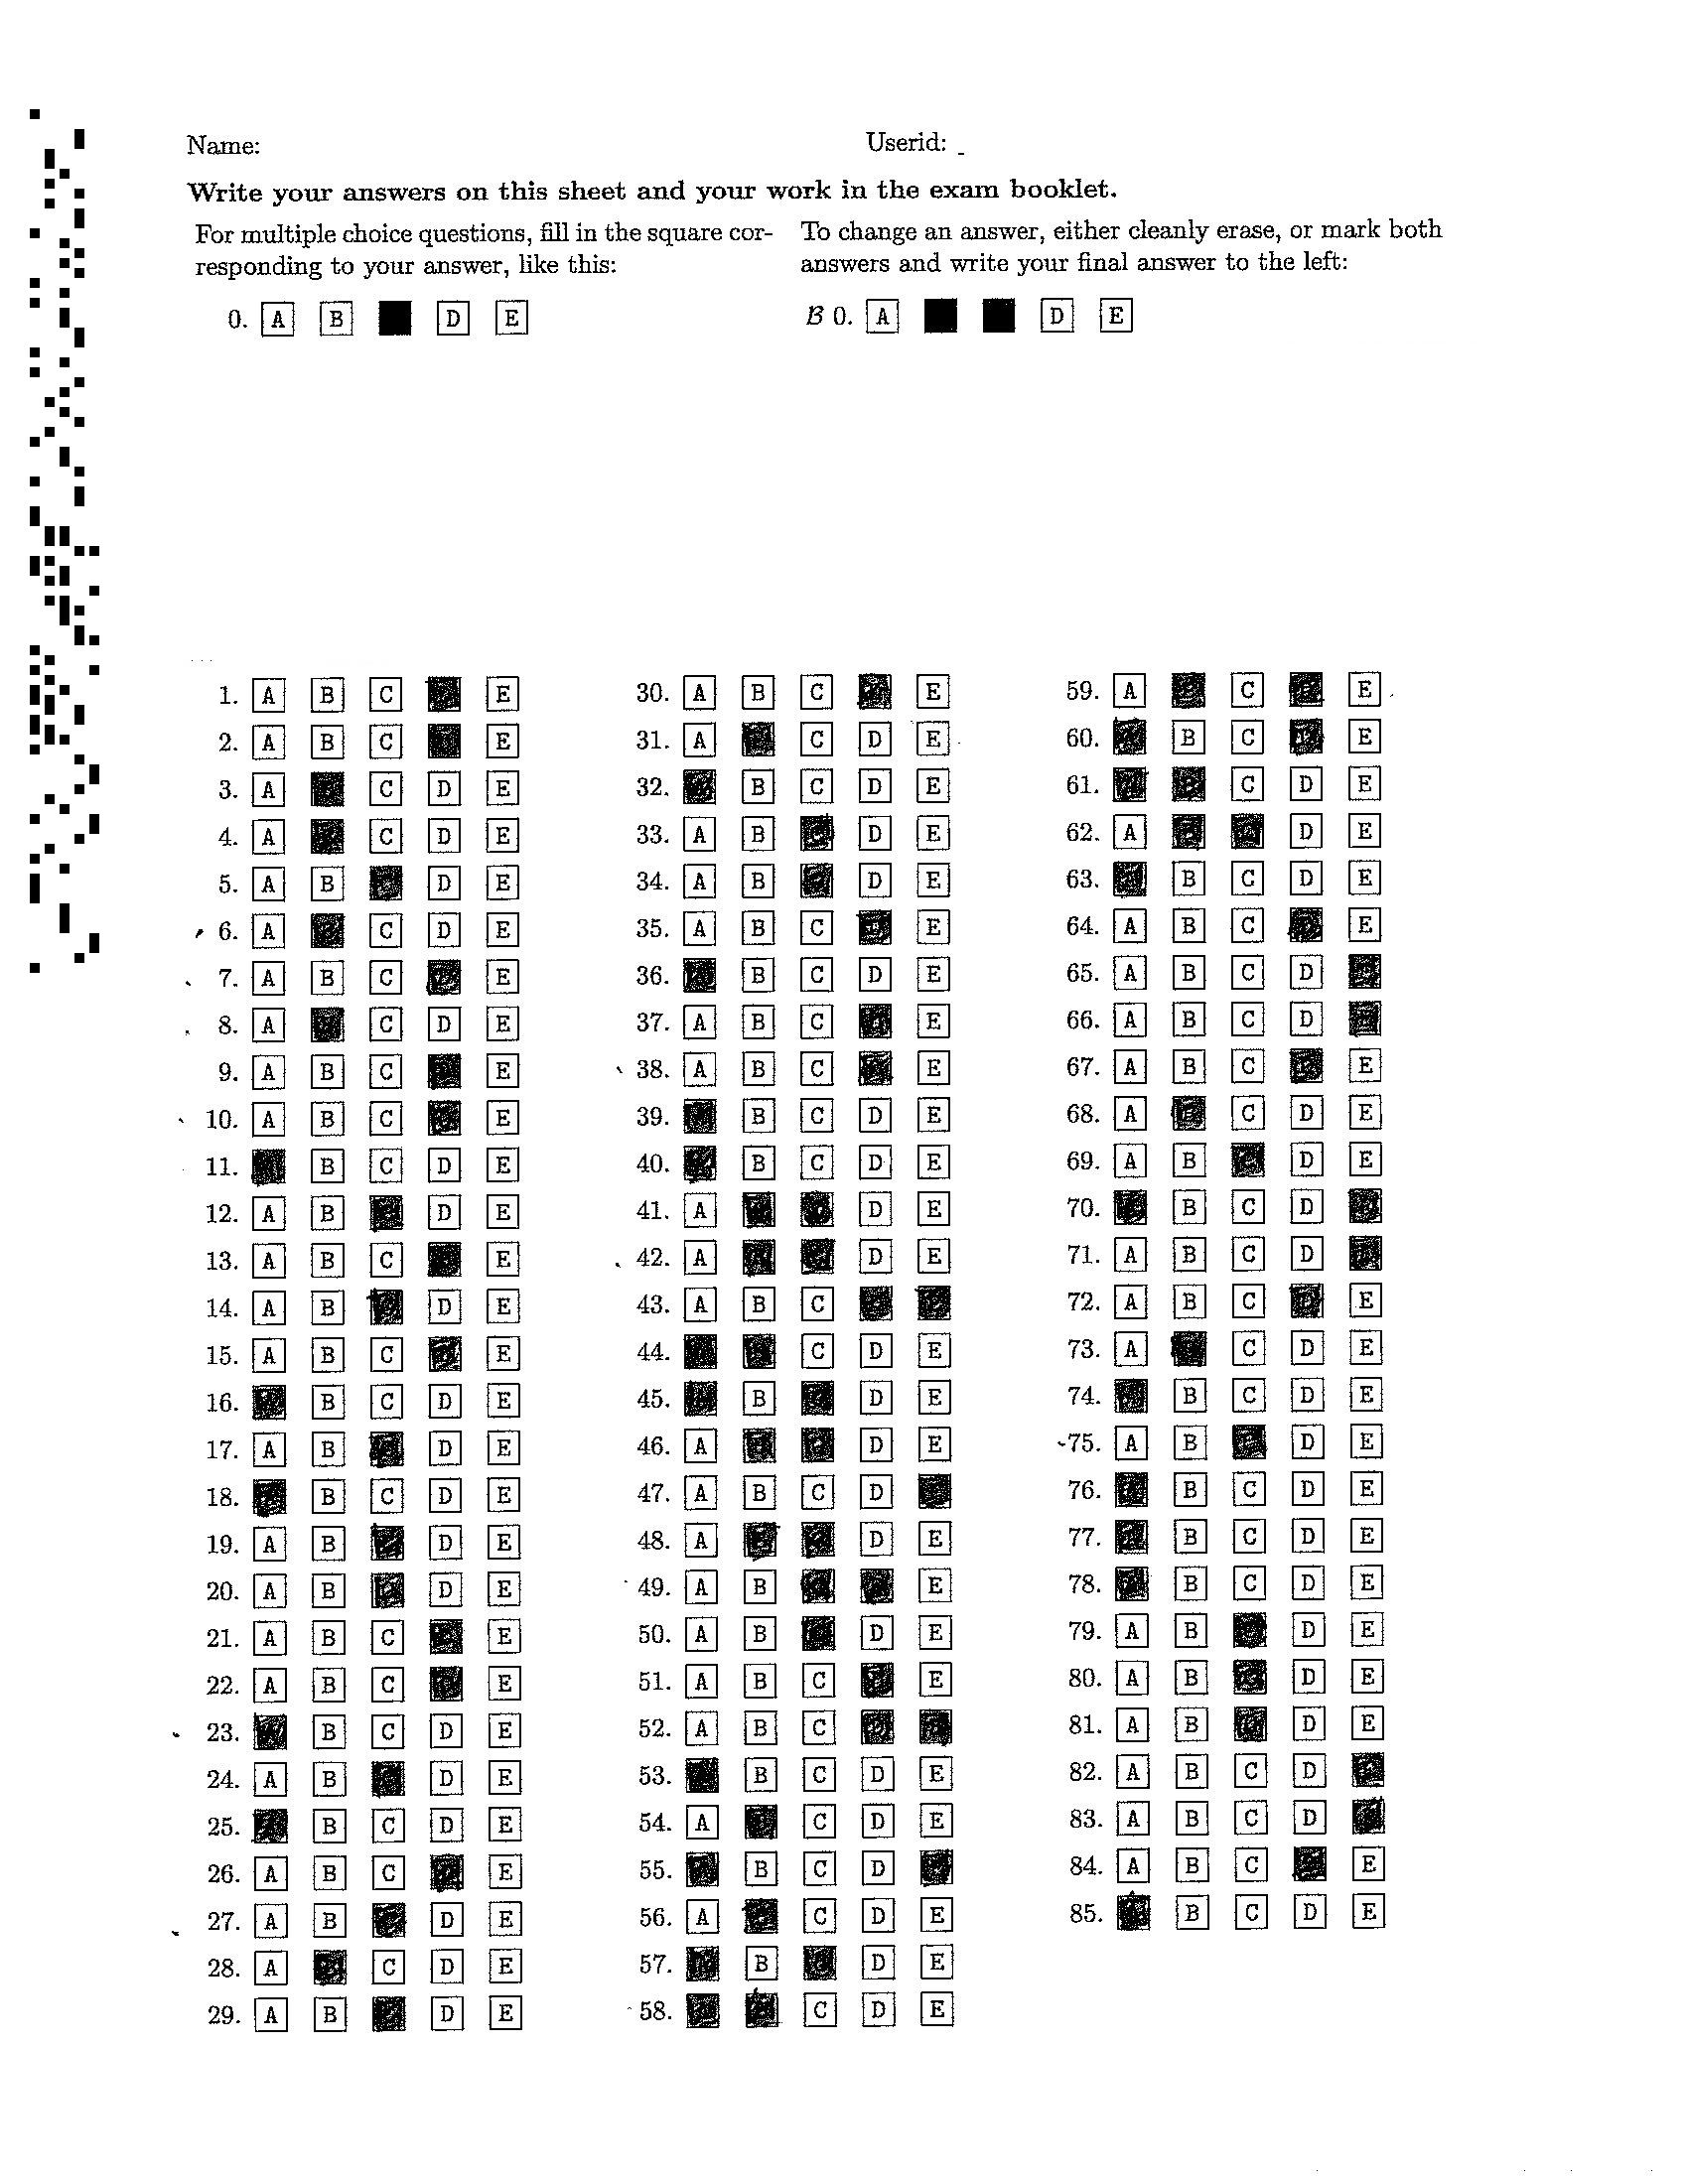 Name:
Userid:
Write your answers on this sheet and your work in the exam booklet.
For multiple choice questions, fill in the square cor-
responding to your answer, like this:
To change an answer, either cleanly erase, or mark both
answers and write your final answer to the left:
0. A B D E
B 0. A D E
1. A B C E
2. A B C E
3. A C D E
4. A C D E
5. A B D E
6. A C D E
7. A B C E
8. A C D E
9. A B C E
10. A B C E
11. B C D E
12. A B D E
13. A B C E
14. A B D E
15. A B C E
16. B C D E
17. A B D E
18. B C D E
19. A B D E
20. A B D E
21. A B C E
22. A B C E
23. B C D E
24. A B D E
25. B C D E
26. A B C E
27. A B D E
28. A C D E
29. A B D E
30. A B C E
31. A C D E
32. B C D E
33. A B D E
34. A B D E
35. A B C E
36. B C D E
37. A B C E
38. A B C E
39. B C D E
40. B C D E
41. A D E
42. A D E
43. A B C
44. C D E
45. B D E
46. A D E
47. A B C D
48. A D E
49. A B E
50. A B D E
51. A B C E
52. A B C
53. B C D E
54. A C D E
55. B C D
56. A C D E
57. B D E
58. C D E
59. A C E
60. B C E
61. C D E
62. A D E
63. B C D E
64. A B C E
65. A B C D
66. A B C D
67. A B C E
68. A C D E
69. A B D E
70. B C D
71. A B C D
72. A B C E
73. A C D E
74. B C D E
75. A B D E
76. B C D E
77. B C D E
78. B C D E
79. A B D E
80. A B D E
81. A B D E
82. A B C D
83. A B C D
84. A B C E
85. B C D E